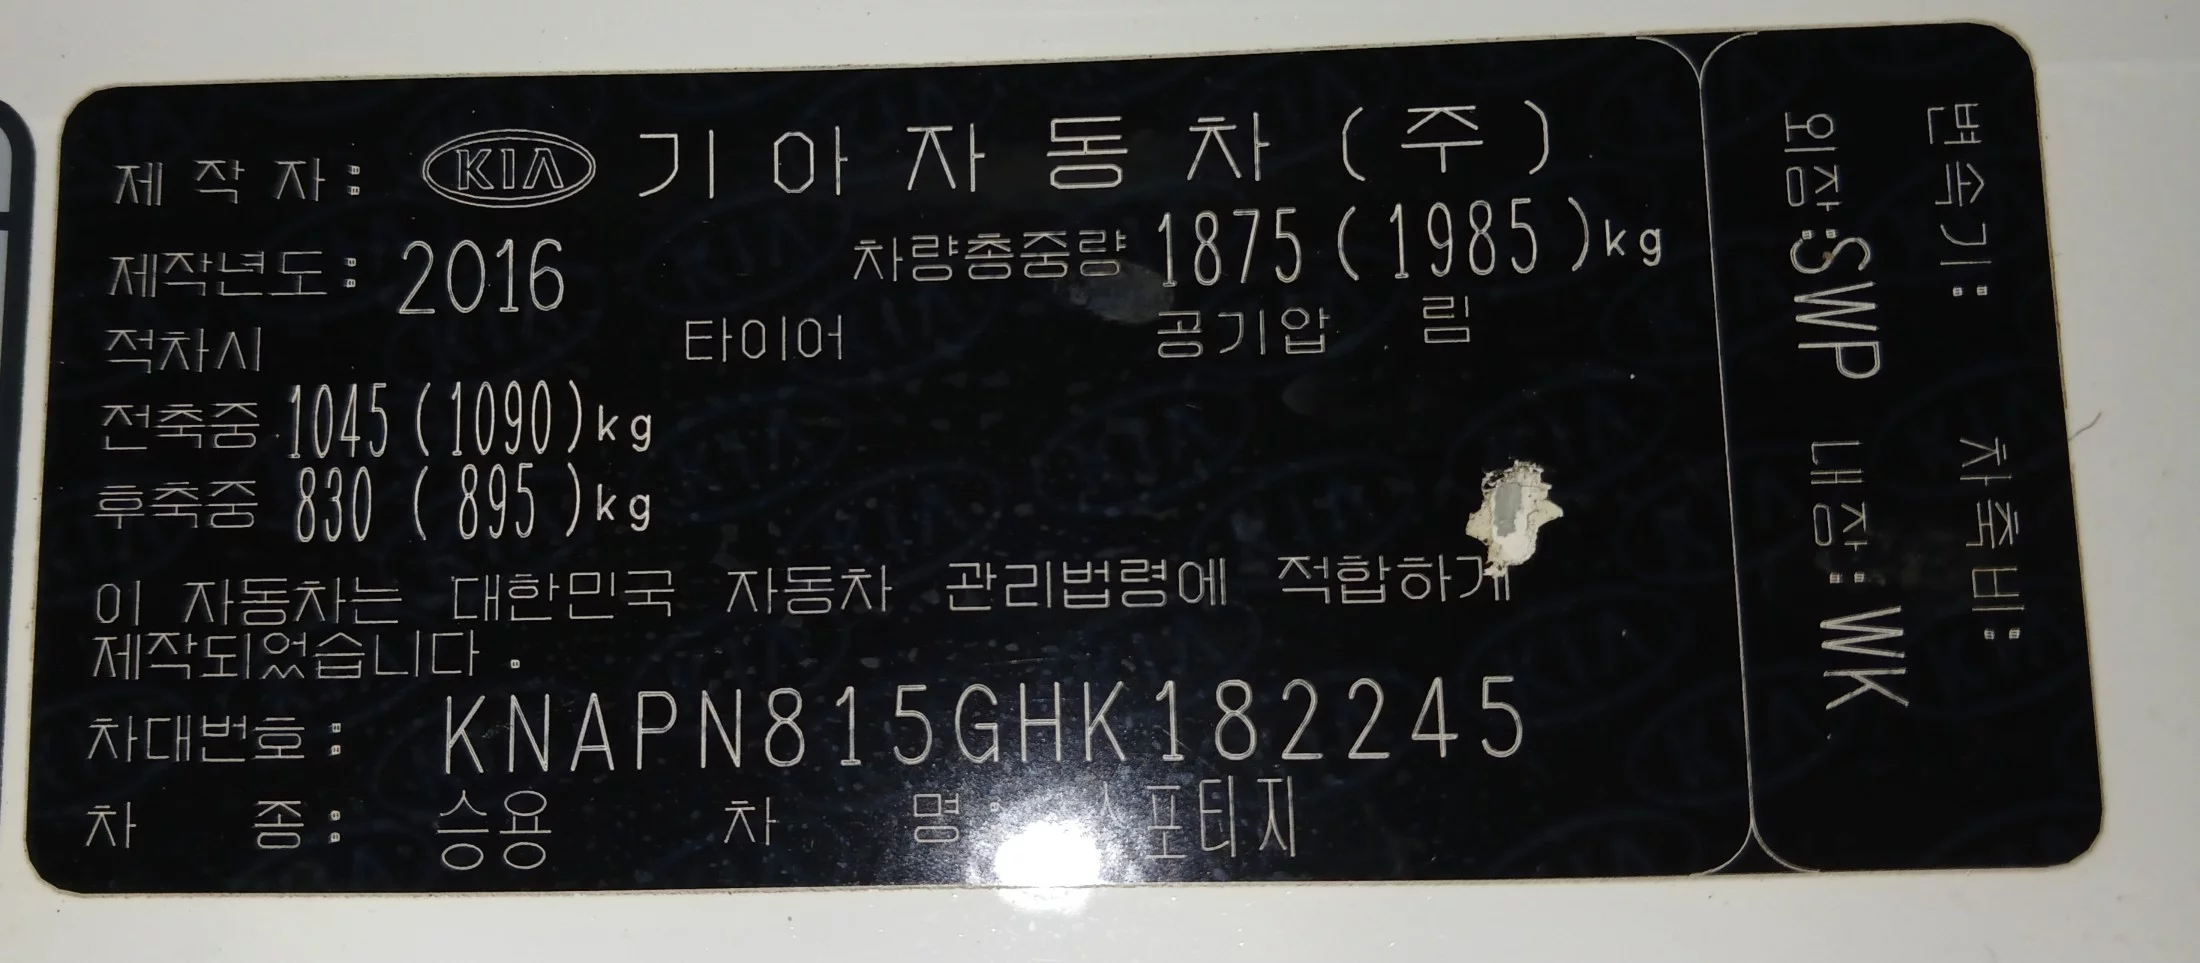 제 작 자: KIA 기 아 자 동 차 (주)
제작년도: 2016 차량총중량 1875 (1985)kg
적차시 타이어 공기압 림
전축중 1045 (1090)kg
후축중 830 ( 895 )kg
이 자동차는 대한민국 자동차 관리법령에 적합하게
제작되었습니다.
차대번호: KNAPN815GHK182245
차 종: 승용 차 명: 스포티지
변속기: 차축비:
외장:SWP 내장:WK